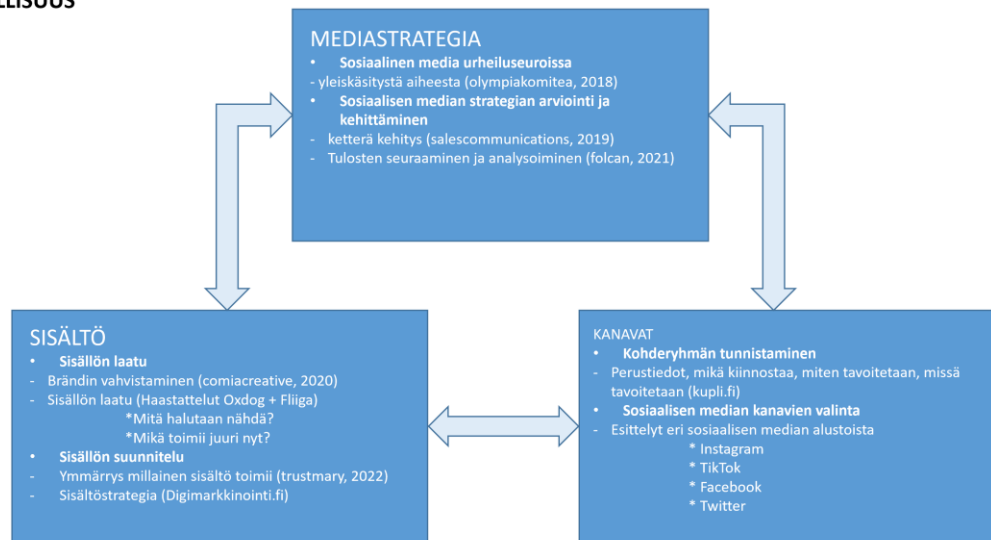 LLISUUS
MEDIASTRATEGIA
• Sosiaalinen media urheiluseuroissa
- yleiskäsitystä aiheesta (olympiakomitea, 2018)
• Sosiaalisen median strategian arviointi ja
kehittäminen
- ketterä kehitys (salescommunications, 2019)
- Tulosten seuraaminen ja analysoiminen (folcan, 2021)
SISÄLTÖ
• Sisällön laatu
- Brändin vahvistaminen (comiacreative, 2020)
- Sisällön laatu (Haastattelut Oxdog + Fliiga)
*Mitä halutaan nähdä?
*Mikä toimii juuri nyt?
• Sisällön suunnitelu
- Ymmärrys millainen sisältö toimii (trustmary, 2022)
- Sisältöstrategia (Digimarkkinointi.fi)
KANAVAT
• Kohderyhmän tunnistaminen
- Perustiedot, mikä kiinnostaa, miten tavoitetaan, missä
tavoitetaan (kupli.fi)
• Sosiaalisen median kanavien valinta
- Esittelyt eri sosiaalisen median alustoista
* Instagram
* TikTok
* Facebook
* Twitter